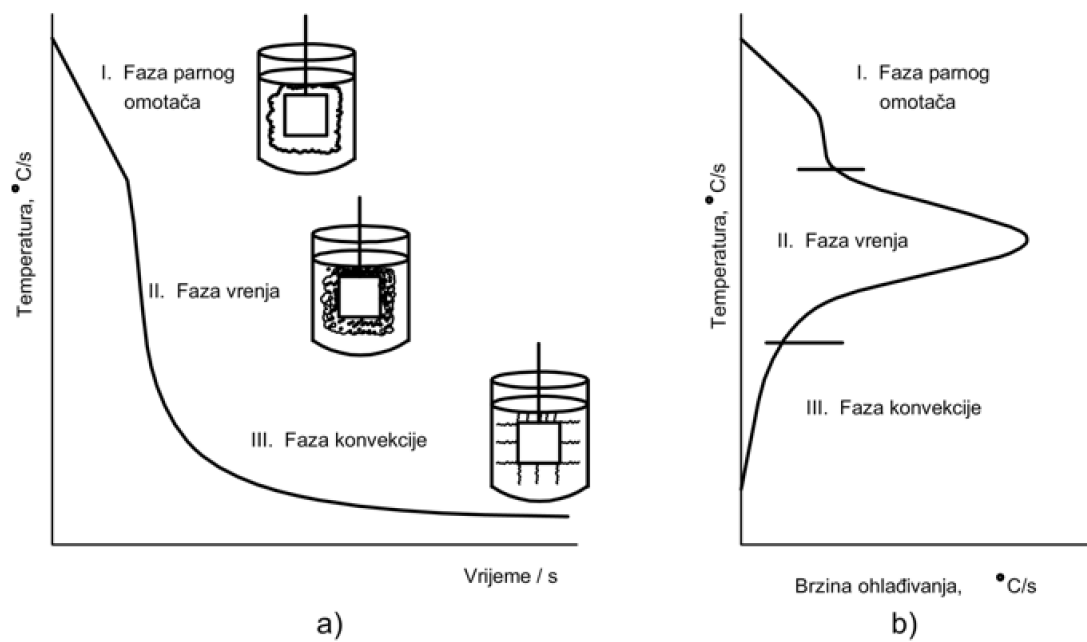 I. Faza parnog
omotača
Temperatura, °C/s
II. Faza vrenja
III. Faza konvekcije
Vrijeme / s
a)
I. Faza parnog
omotača
Temperatura, °C/s
II. Faza vrenja
III. Faza konvekcije
Brzina ohlađivanja, °C/s
b)